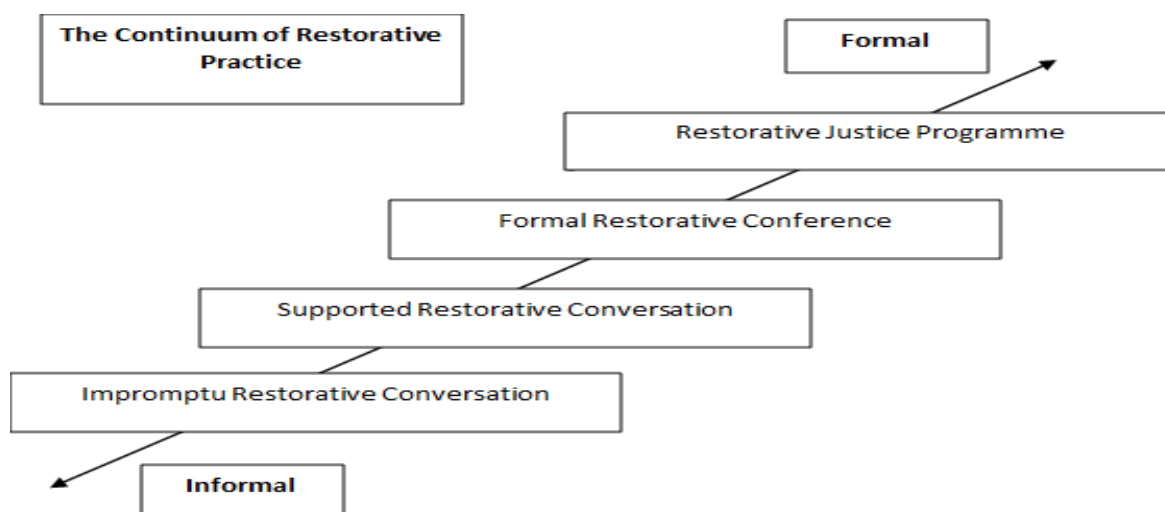 The Continuum of Restorative
Practice
Formal
Restorative Justice Programme
Formal Restorative Conference
Supported Restorative Conversation
Impromptu Restorative Conversation
Informal